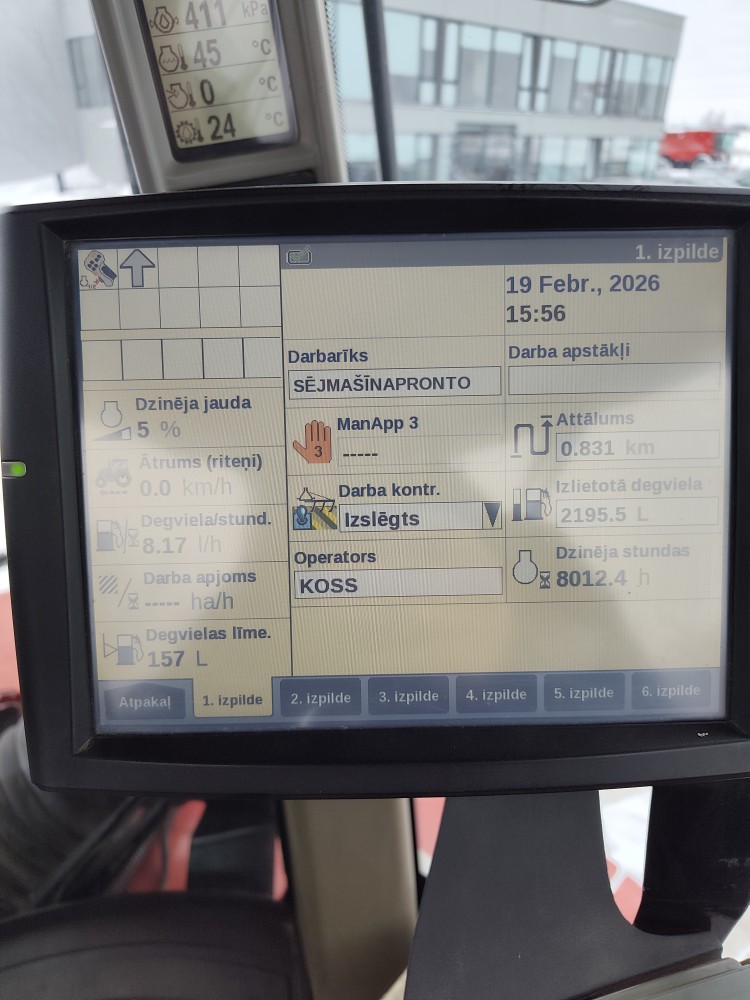 411 kPa
45 °C
0 °C
24 °C
1. izpilde
19 Febr., 2026
15:56
Darbarīks
SĒJMAŠĪNAPRONTO
Darba apstākļi
Dzinēja jauda
5 %
ManApp 3
3
-----
Attālums
0.831 km
Ātrums (riteņi)
0.0 km/h
Darba kontr.
Izslēgts
Izlietotā degviela
2195.5 L
Degviela/stund.
8.17 l/h
Operators
KOSS
Dzinēja stundas
8012.4 h
Darba apjoms
----- ha/h
Degvielas līme.
157 L
Atpakaļ
1. izpilde
2. izpilde
3. izpilde
4. izpilde
5. izpilde
6. izpilde